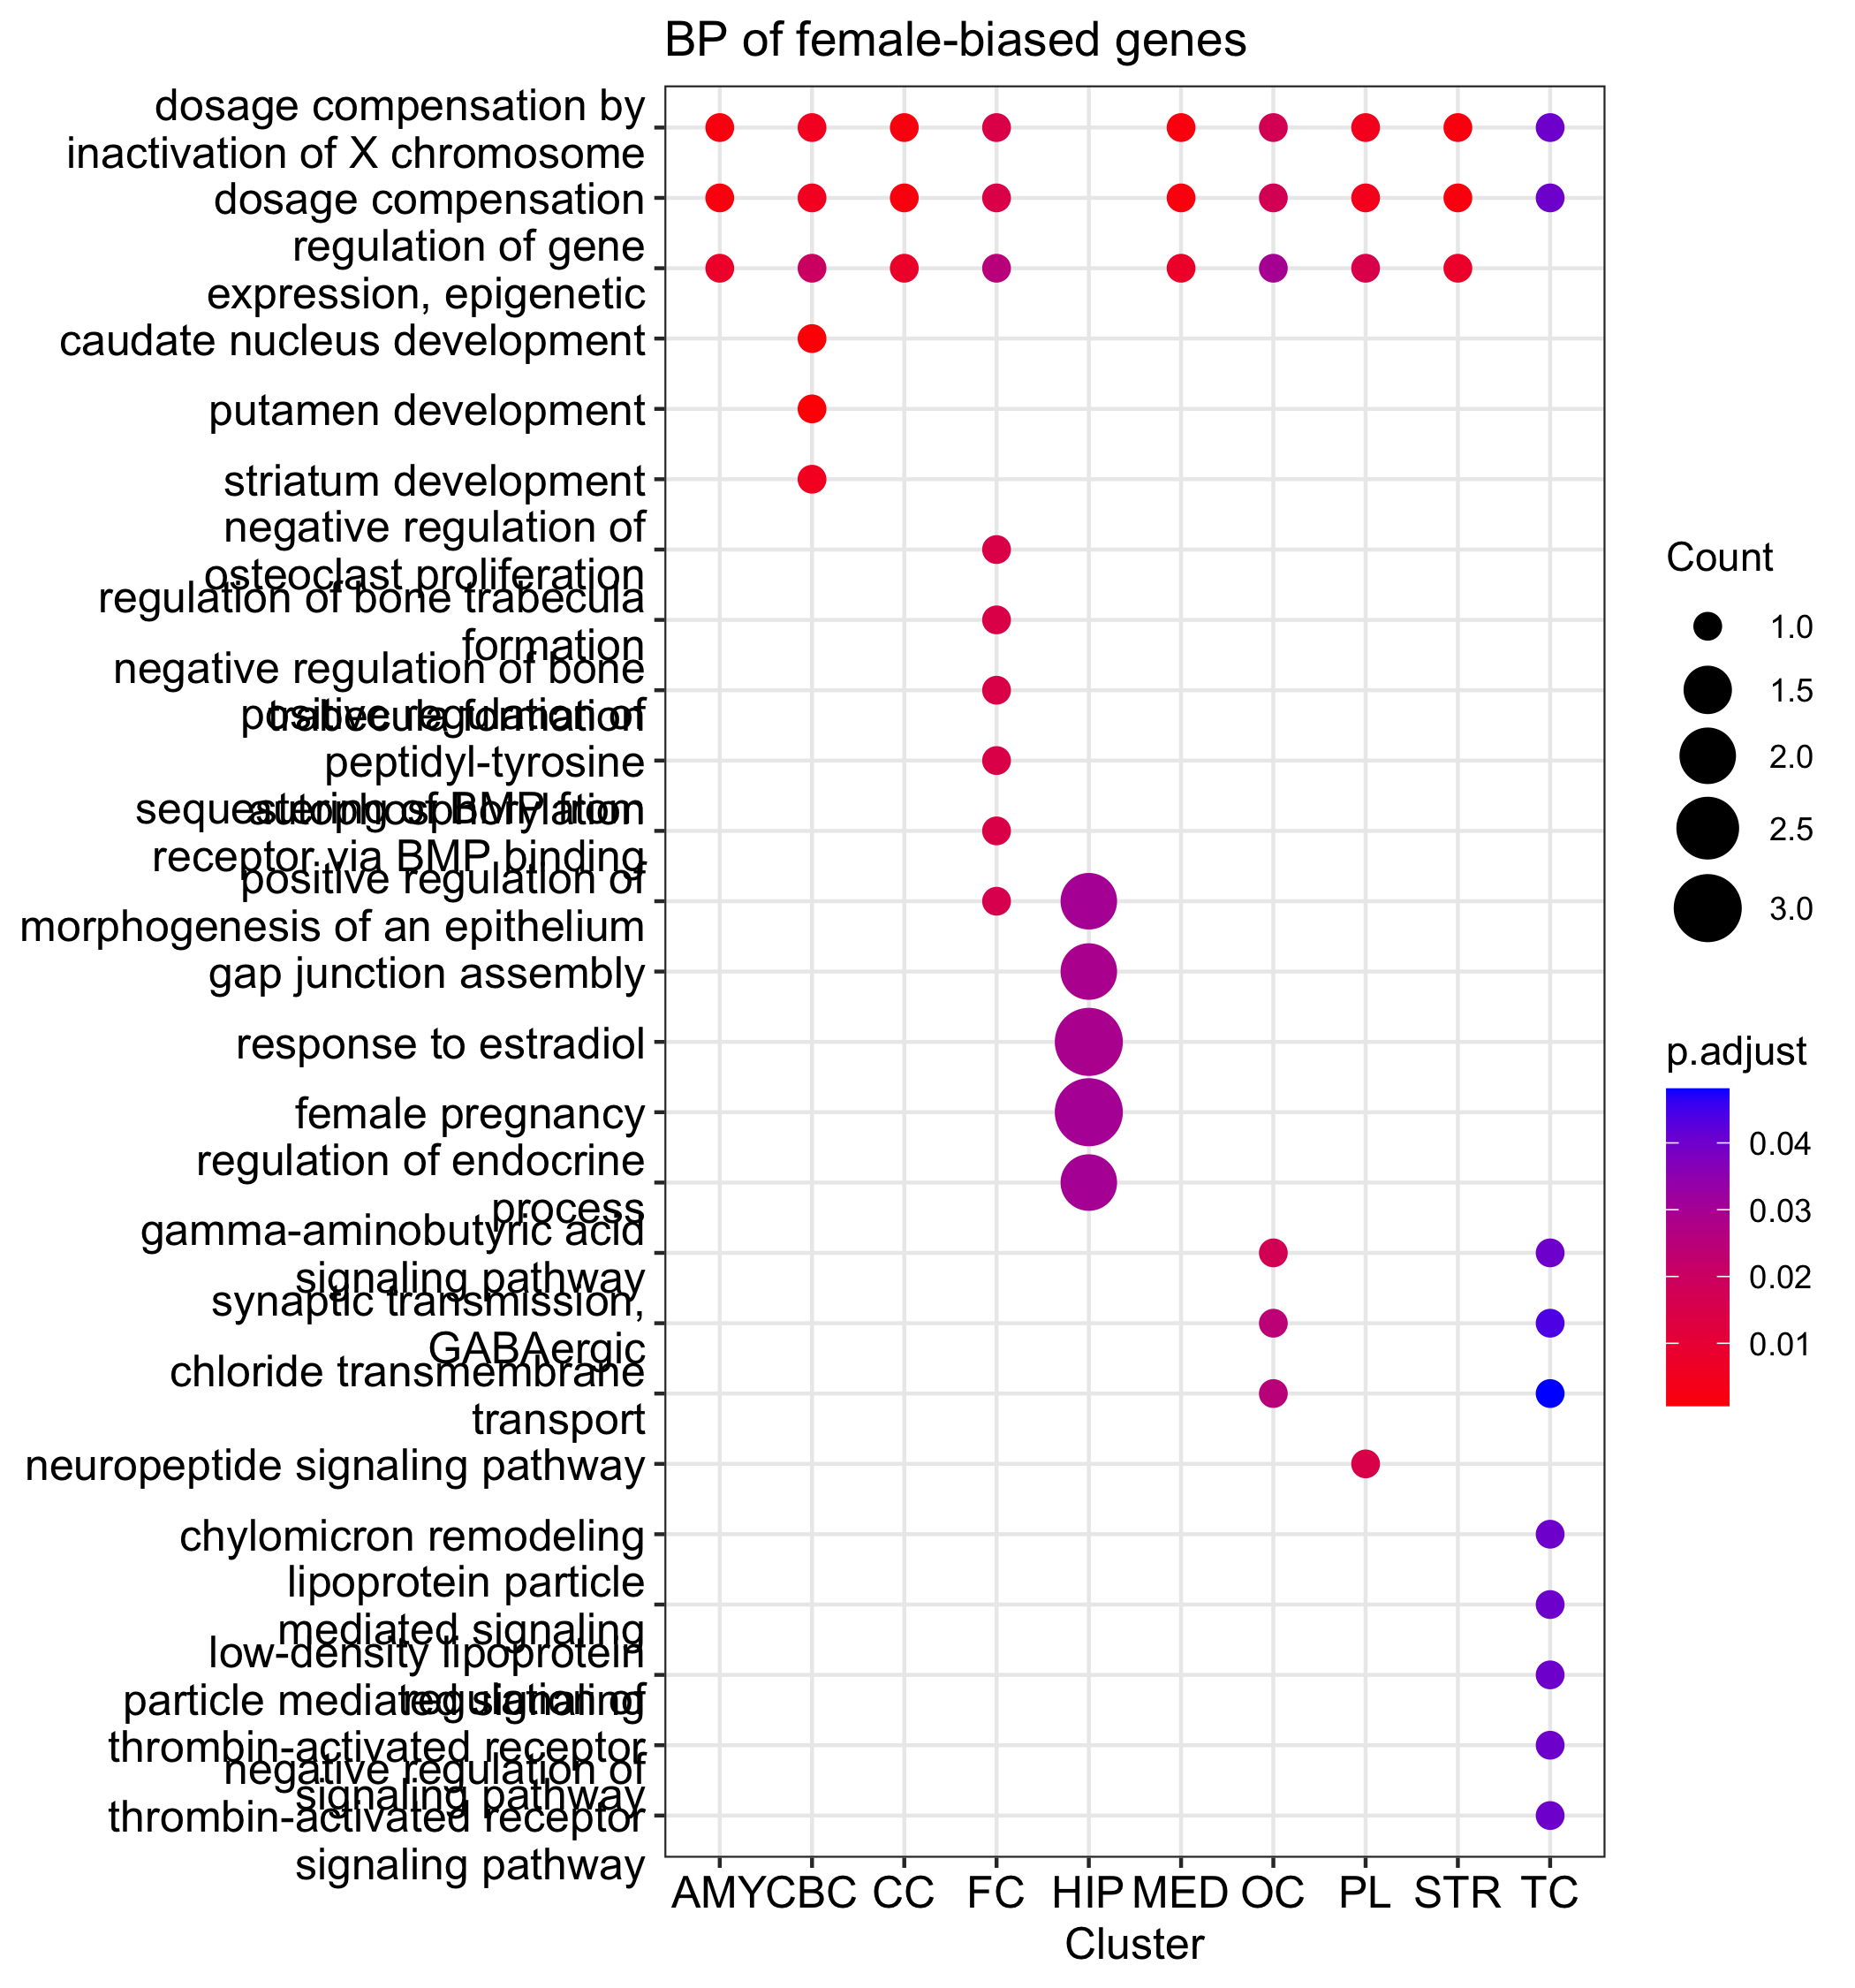 BP of female-biased genes
dosage compensation by
inactivation of X chromosome
dosage compensation
regulation of gene
expression, epigenetic
caudate nucleus development
putamen development
striatum development
negative regulation of
osteoclast proliferation
regulation of bone trabecula
formation
negative regulation of bone
trabecula formation
positive regulation of
peptidyl-tyrosine
autophosphorylation
sequestering of BMP from
receptor via BMP binding
positive regulation of
morphogenesis of an epithelium
gap junction assembly
response to estradiol
female pregnancy
regulation of endocrine
process
gamma-aminobutyric acid
signaling pathway
synaptic transmission,
GABAergic
chloride transmembrane
transport
neuropeptide signaling pathway
chylomicron remodeling
lipoprotein particle
mediated signaling
low-density lipoprotein
particle mediated signaling
regulation of
thrombin-activated receptor
signaling pathway
negative regulation of
thrombin-activated receptor
signaling pathway
AMY CBC CC FC HIP MED OC PL STR TC
Cluster
Count
1.0
1.5
2.0
2.5
3.0
p.adjust
0.04
0.03
0.02
0.01